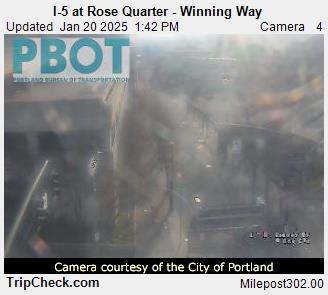 I-5 at Rose Quarter - Winning Way
Updated Jan 20 2025 1:42 PM Camera 4
PBOT
PORTLAND BUREAU OF TRANSPORTATION
Camera courtesy of the City of Portland
TripCheck.com Milepost302.00